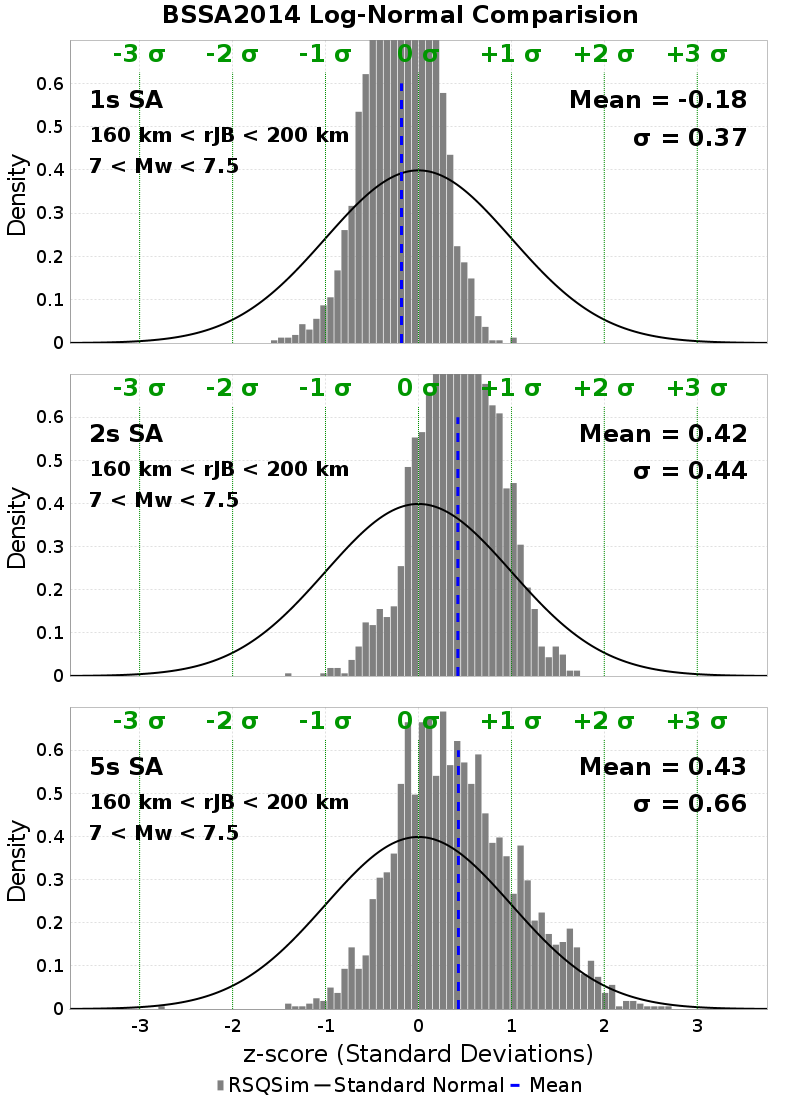 BSSA2014 Log-Normal Comparision
-3 σ -2 σ -1 σ 0 σ +1 σ +2 σ +3 σ
1s SA
160 km < rJB < 200 km
7 < Mw < 7.5
Mean = -0.18
σ = 0.37
Density
0.6
0.5
0.4
0.3
0.2
0.1
0
-3 σ -2 σ -1 σ 0 σ +1 σ +2 σ +3 σ
2s SA
160 km < rJB < 200 km
7 < Mw < 7.5
Mean = 0.42
σ = 0.44
Density
0.6
0.5
0.4
0.3
0.2
0.1
0
-3 σ -2 σ -1 σ 0 σ +1 σ +2 σ +3 σ
5s SA
160 km < rJB < 200 km
7 < Mw < 7.5
Mean = 0.43
σ = 0.66
Density
0.6
0.5
0.4
0.3
0.2
0.1
0
-3 -2 -1 0 1 2 3
z-score (Standard Deviations)
RSQSim Standard Normal Mean